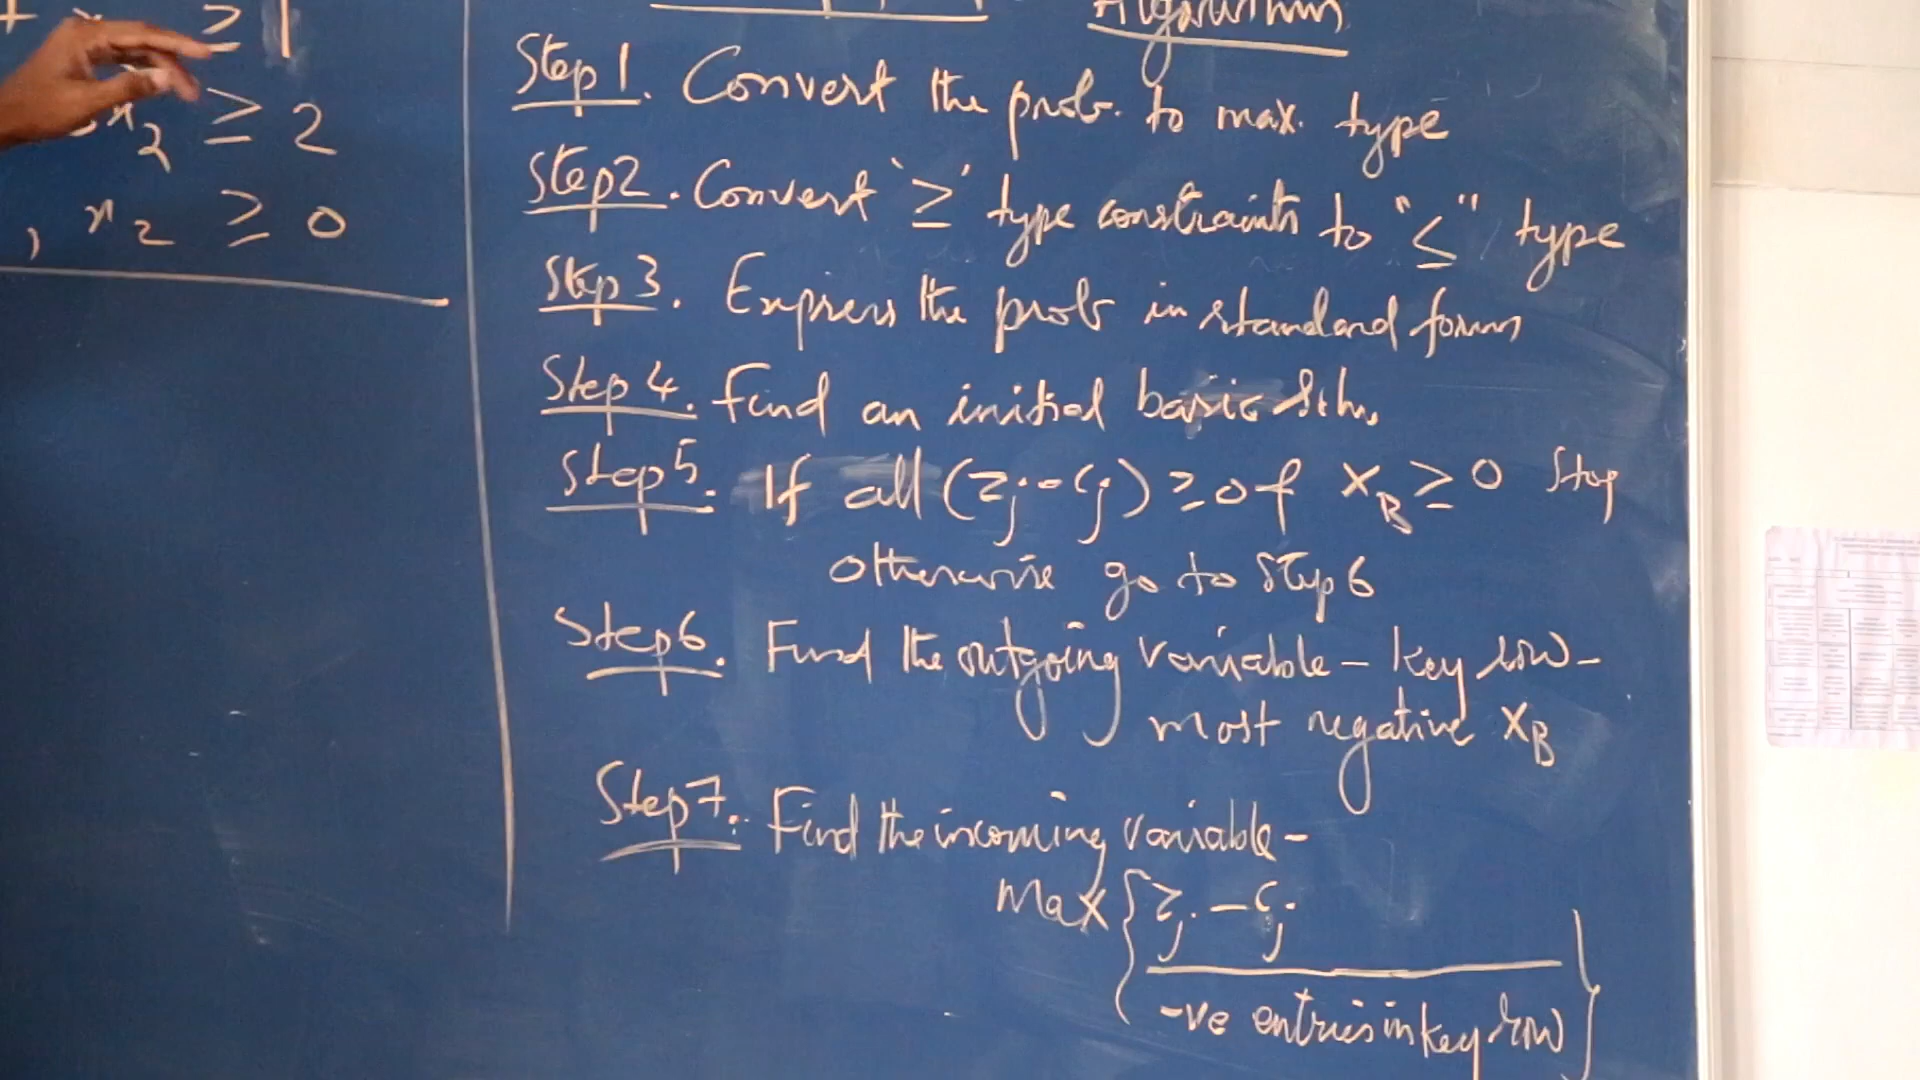 ≥ 1
x2 ≥ 2
, x2 ≥ 0
Algorithm
Step 1. Convert the prob. to max. type
Step 2. Convert '≥' type constraints to "≤" type
Step 3. Express the prob in standard form
Step 4. Find an initial basic soln.
Step 5. If all (zj - cj) ≥ 0 & XB ≥ 0 Stop
otherwise go to Step 6
Step 6. Find the outgoing variable - key row -
most negative XB
Step 7. Find the incoming variable -
Max { zj - cj
-ve entries in key row }